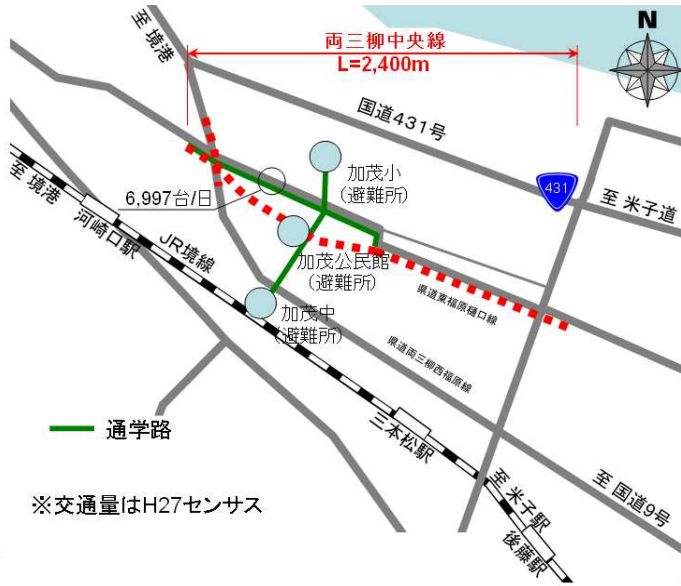 至 境港
両三柳中央線
L=2,400m
N
国道431号
431
至 米子道
加茂小
(避難所)
6,997台/日
至 境港
河崎口駅
JR境線
加茂公民館
(避難所)
加茂中
(避難所)
県道東福原樋口線
県道両三柳西福原線
通学路
三本松駅
至 米子駅
後藤駅
至 国道9号
※交通量はH27センサス